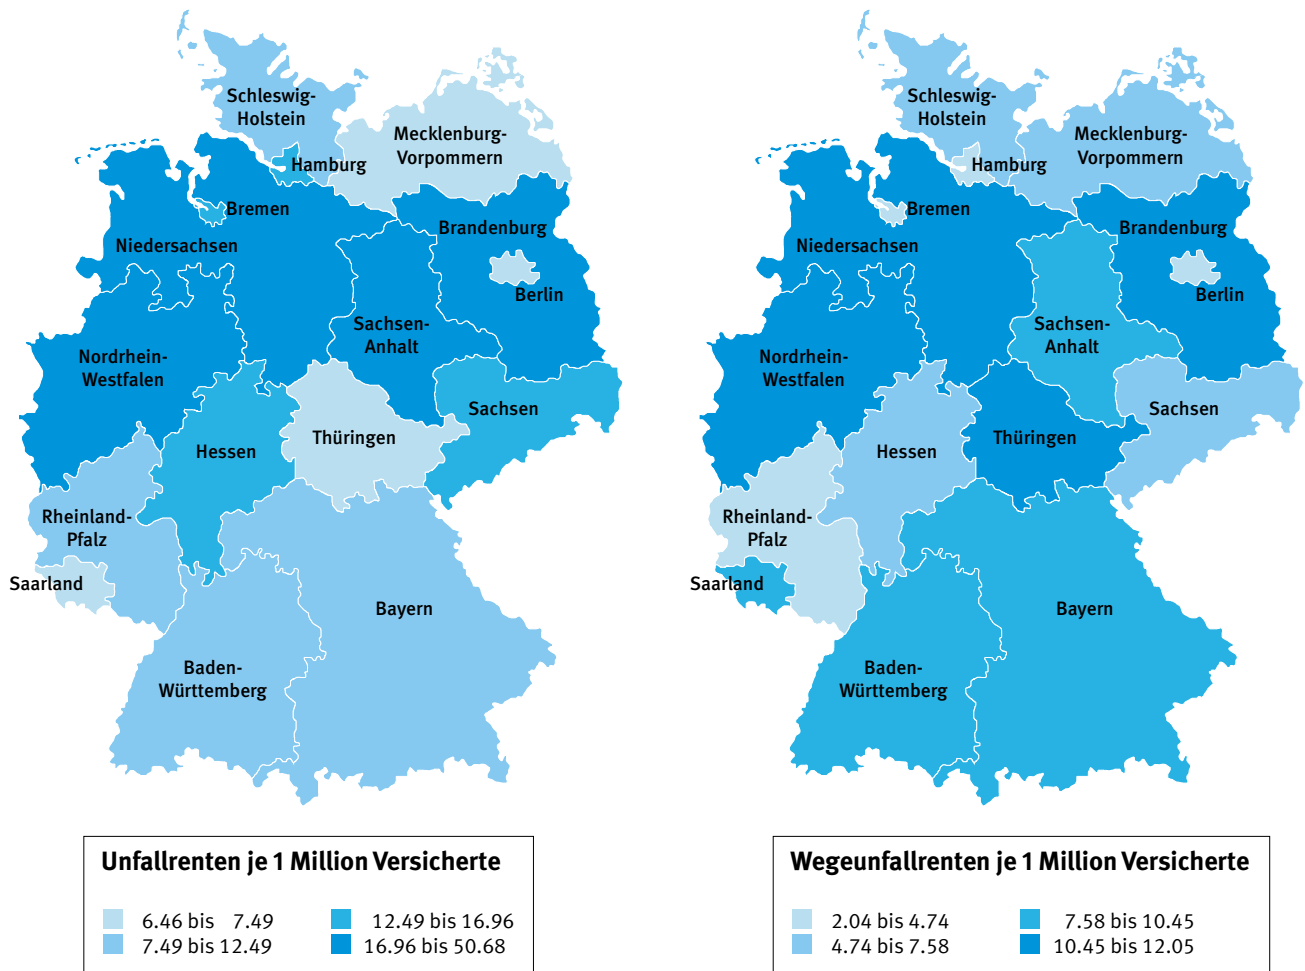 Schleswig-
Holstein
Mecklenburg-
Vorpommern
Hamburg
Bremen
Brandenburg
Niedersachsen
Berlin
Sachsen-
Anhalt
Nordrhein-
Westfalen
Sachsen
Thüringen
Hessen
Rheinland-
Pfalz
Saarland
Bayern
Baden-
Württemberg
Unfallrenten je 1 Million Versicherte
6.46 bis 7.49
12.49 bis 16.96
7.49 bis 12.49
16.96 bis 50.68
Schleswig-
Holstein
Mecklenburg-
Vorpommern
Hamburg
Bremen
Brandenburg
Niedersachsen
Berlin
Sachsen-
Anhalt
Nordrhein-
Westfalen
Sachsen
Thüringen
Hessen
Rheinland-
Pfalz
Saarland
Bayern
Baden-
Württemberg
Wegeunfallrenten je 1 Million Versicherte
2.04 bis 4.74
7.58 bis 10.45
4.74 bis 7.58
10.45 bis 12.05